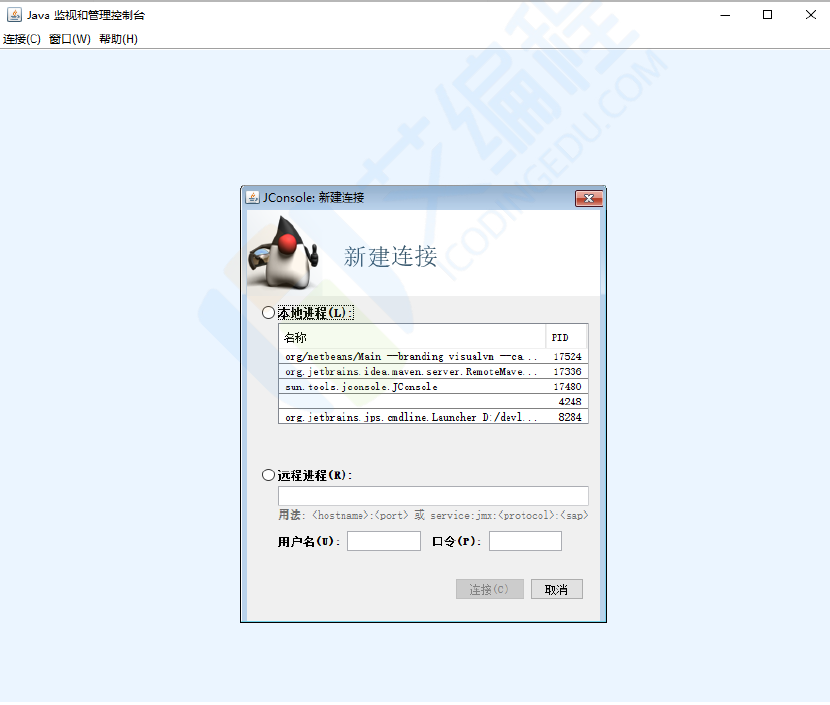 Java 监视和管理控制台
连接(C) 窗口(W) 帮助(H)
艾编程
ICODINGEDU.COM
JConsole: 新建连接
新建连接
本地进程(L):
名称 PID
org/netbeans/Main --branding visualvm --ca... 17524
org.jetbrains.idea.maven.server.RemoteMave... 17336
sun.tools.jconsole.JConsole 17480
4248
org.jetbrains.jps.cmdline.Launcher D:/devl... 8284
远程进程(R):
用法: <hostname>:<port> 或 service:jmx:<protocol>:<sap>
用户名(U): 口令(P):
连接(C) 取消